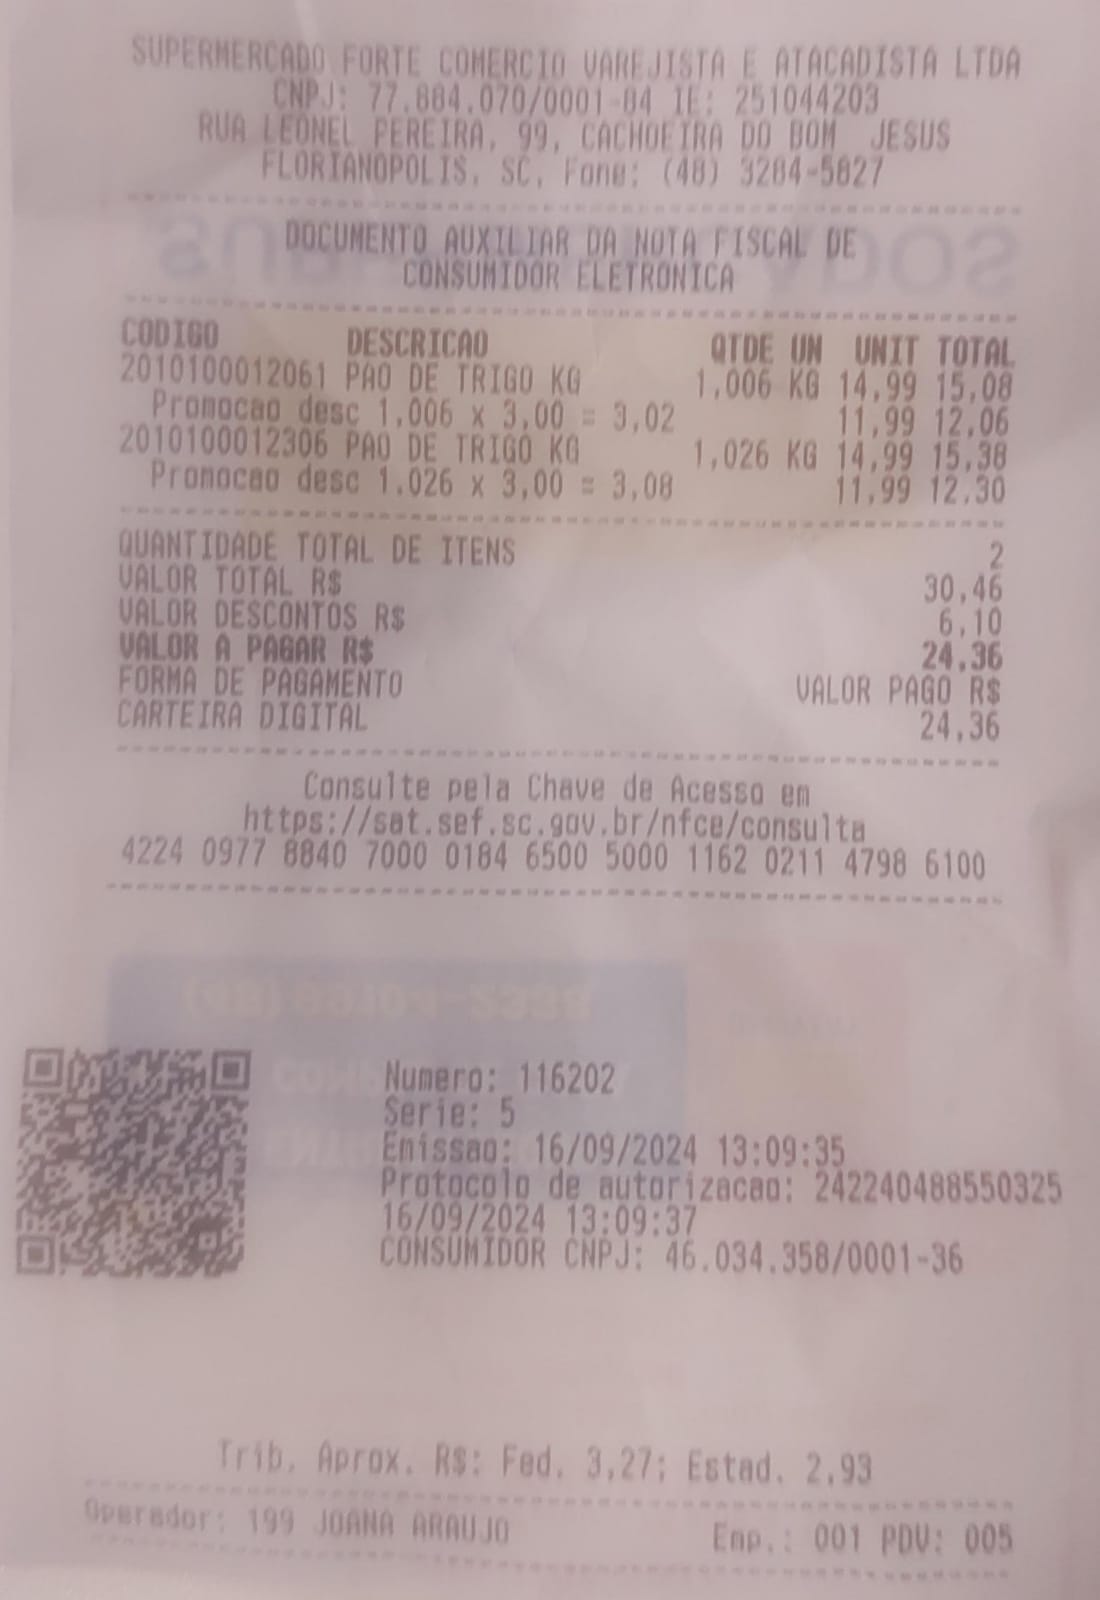 SUPERMERCADO FORTE COMERCIO VAREJISTA E ATACADISTA LTDA
CNPJ: 77.884.070/0001-84 IE: 251044203
RUA LEONEL PEREIRA, 99, CACHOEIRA DO BOM JESUS
FLORIANOPOLIS, SC, Fone: (48) 3284-5827
DOCUMENTO AUXILIAR DA NOTA FISCAL DE
CONSUMIDOR ELETRONICA
CODIGO DESCRICAO QTDE UN UNIT TOTAL
2010100012061 PAO DE TRIGO KG 1,006 KG 14,99 15,08
Promocao desc 1,006 x 3,00 = 3,02 11,99 12,06
2010100012306 PAO DE TRIGO KG 1,026 KG 14,99 15,38
Promocao desc 1.026 x 3,00 = 3,08 11,99 12,30
QUANTIDADE TOTAL DE ITENS 2
VALOR TOTAL R$ 30,46
VALOR DESCONTOS R$ 6,10
VALOR A PAGAR R$ 24,36
FORMA DE PAGAMENTO VALOR PAGO R$
CARTEIRA DIGITAL 24,36
Consulte pela Chave de Acesso em
https://sat.sef.sc.gov.br/nfce/consulta
4224 0977 8840 7000 0184 6500 5000 1162 0211 4798 6100
Numero: 116202
Serie: 5
Emissao: 16/09/2024 13:09:35
Protocolo de autorizacao: 242240488550325
16/09/2024 13:09:37
CONSUMIDOR CNPJ: 46.034.358/0001-36
Trib. Aprox. R$: Fed. 3,27; Estad. 2,93
Operador: 199 JOANA ARAUJO Emp.: 001 PDV: 005